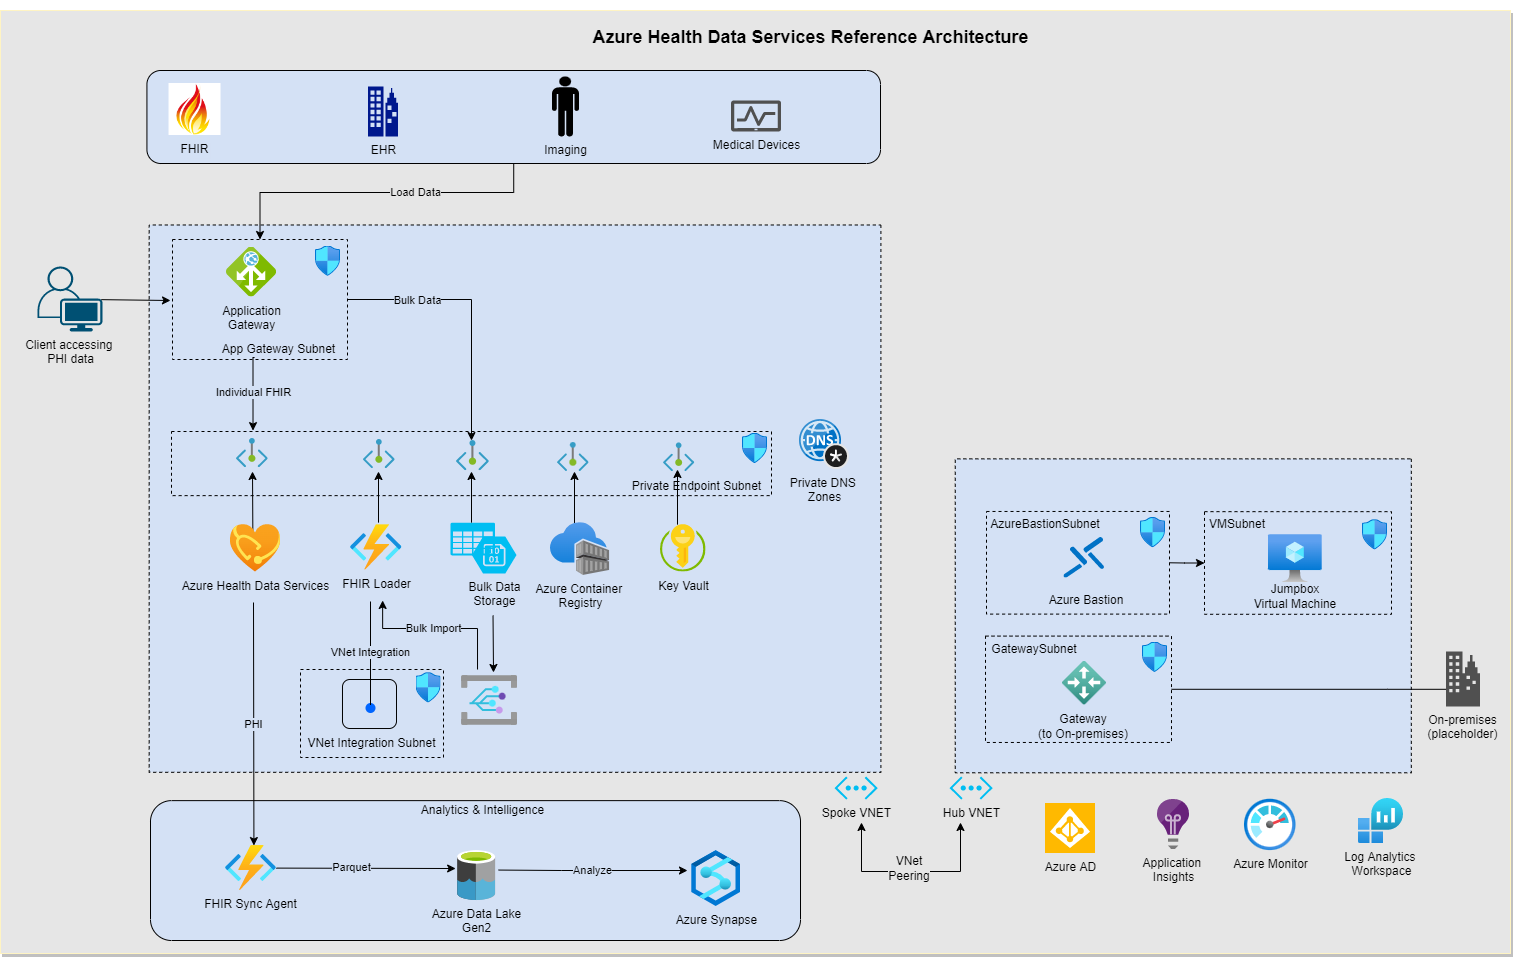 Azure Health Data Services Reference Architecture
FHIR
EHR
Imaging
Medical Devices
Load Data
Client accessing
PHI data
Application
Gateway
App Gateway Subnet
Bulk Data
Individual FHIR
DNS
Private Endpoint Subnet
Private DNS
Zones
Azure Health Data Services
FHIR Loader
10
01
Bulk Data
Storage
Azure Container
Registry
Key Vault
Bulk Import
VNet Integration
VNet Integration Subnet
PHI
AzureBastionSubnet
Azure Bastion
VMSubnet
Jumpbox
Virtual Machine
GatewaySubnet
Gateway
(to On-premises)
On-premises
(placeholder)
Spoke VNET
Hub VNET
VNet
Peering
Azure AD
Application
Insights
Azure Monitor
Log Analytics
Workspace
Analytics & Intelligence
FHIR Sync Agent
Parquet
Azure Data Lake
Gen2
Analyze
Azure Synapse